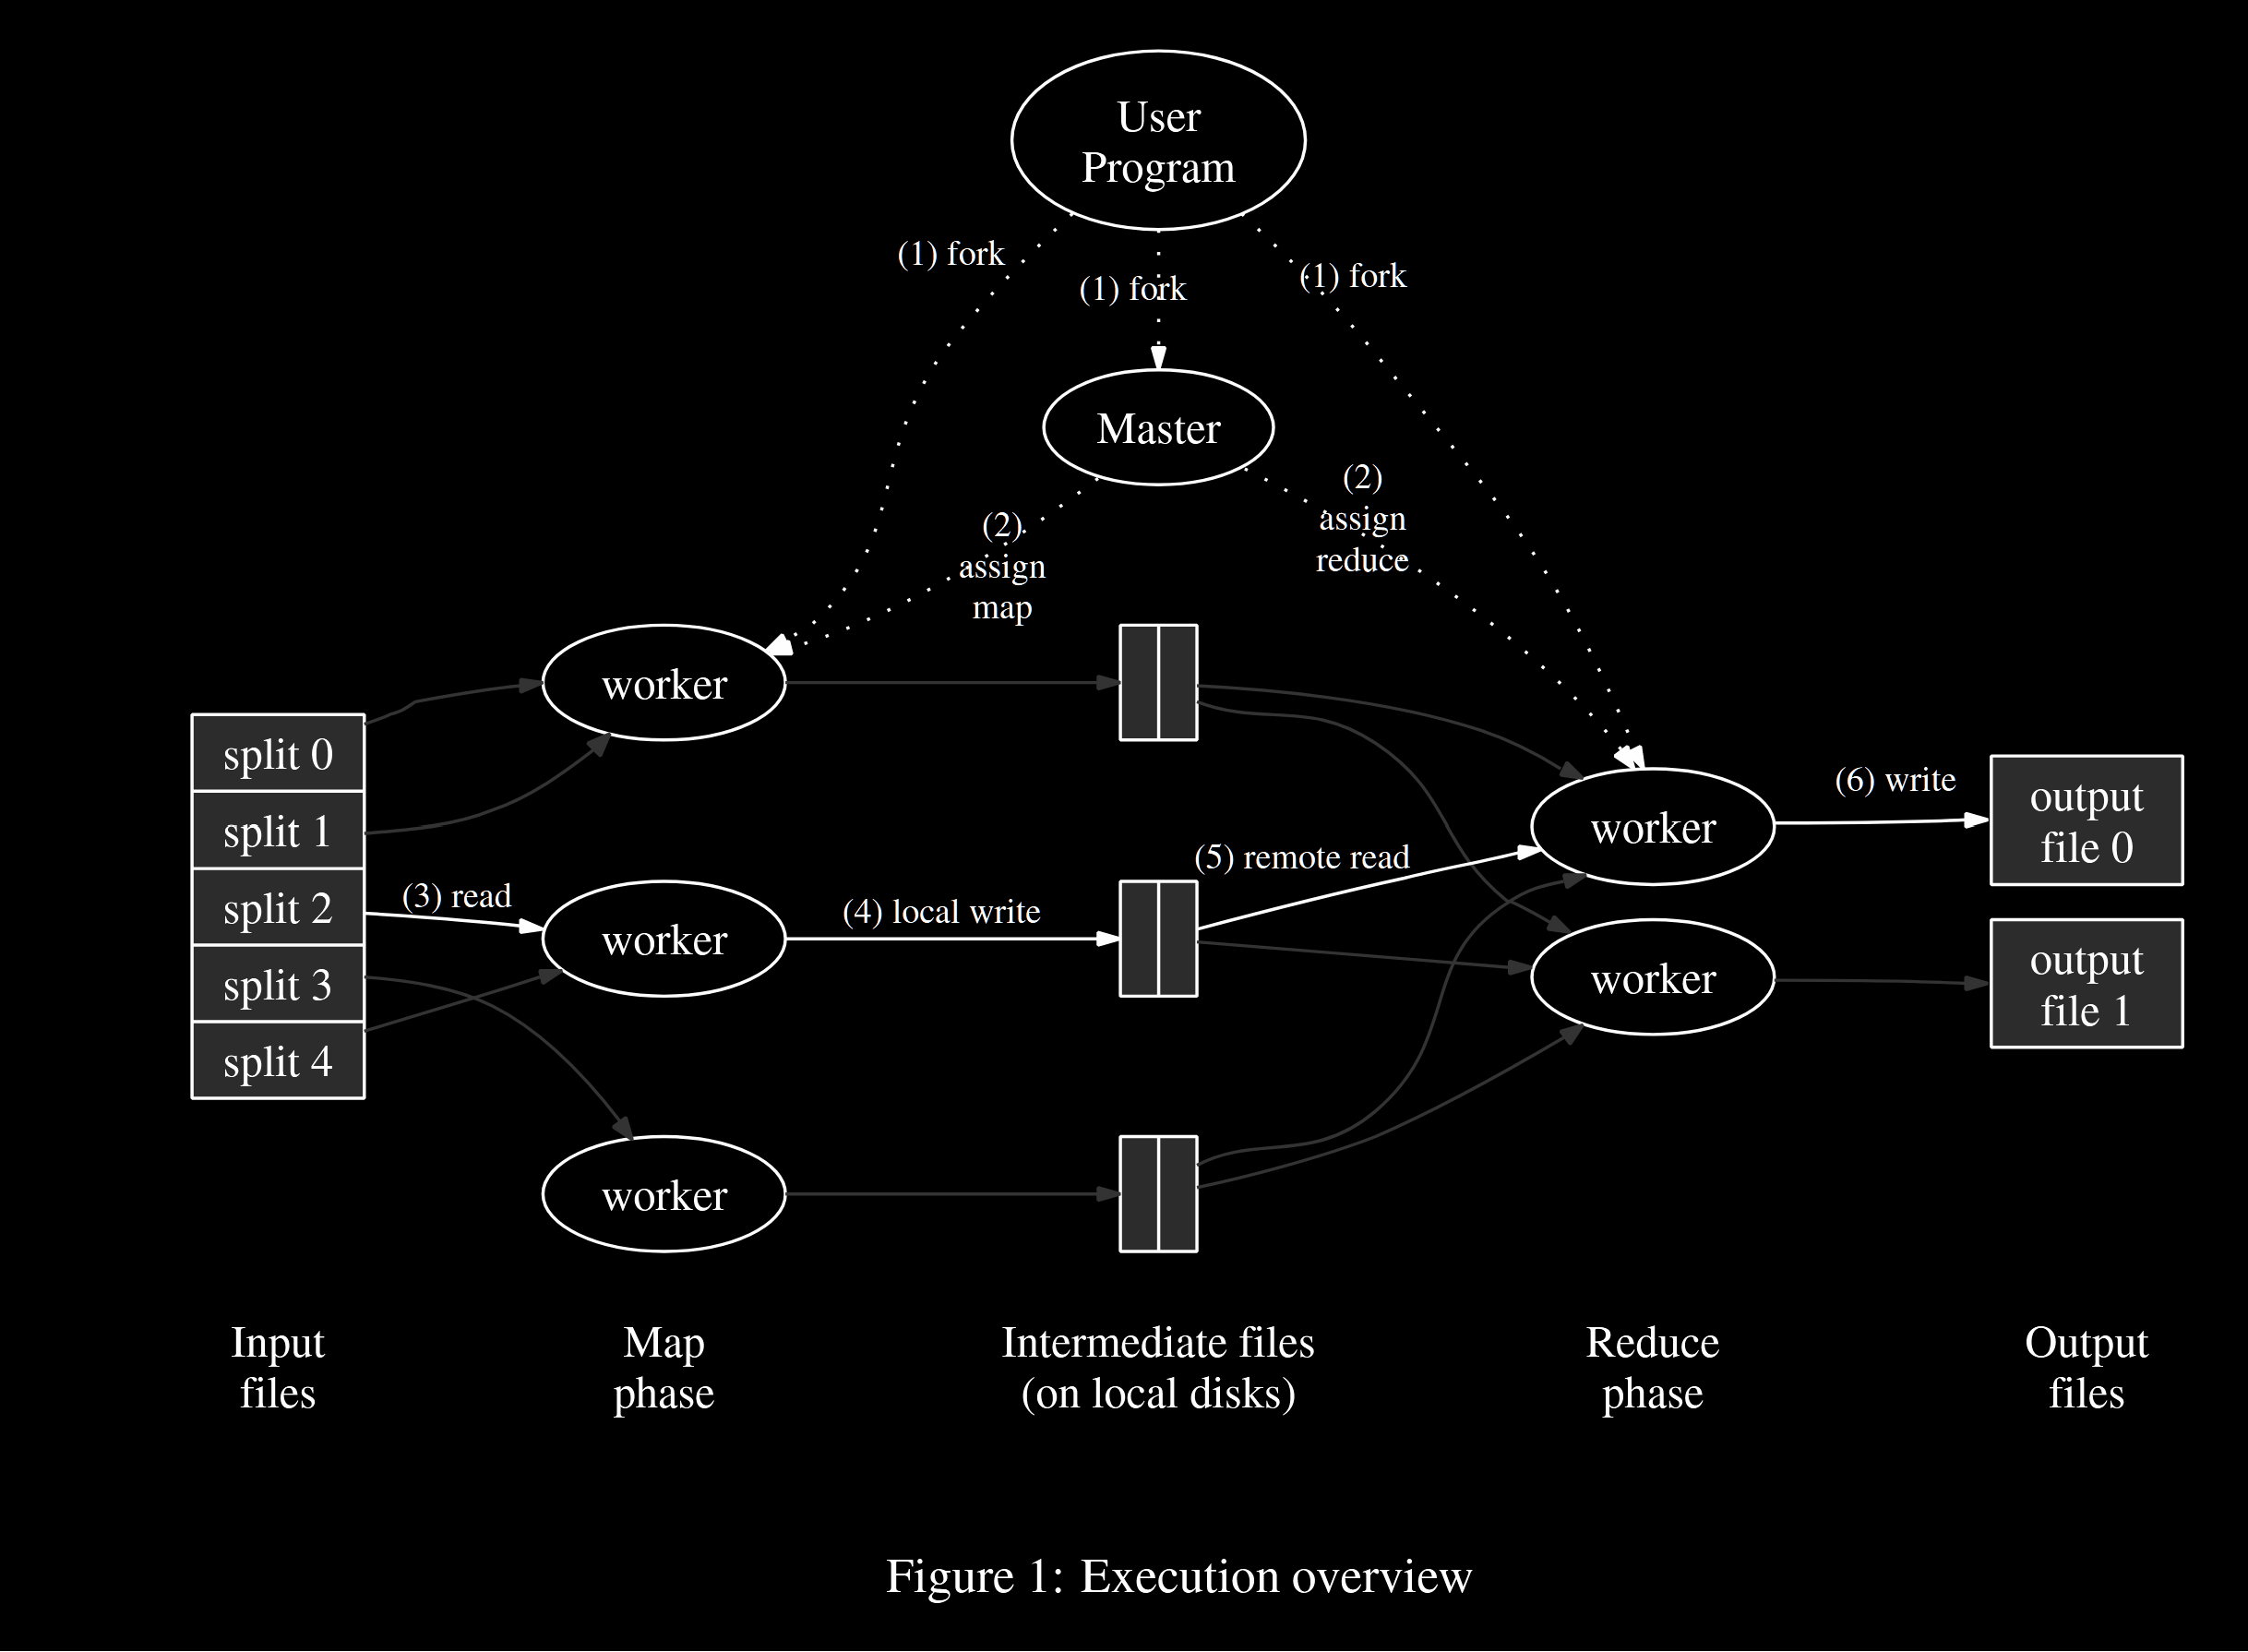 User
Program
(1) fork
(1) fork
(1) fork
Master
(2)
assign
map
(2)
assign
reduce
worker
split 0
split 1
split 2
split 3
split 4
(3) read
worker
(4) local write
(5) remote read
worker
(6) write
output
file 0
worker
output
file 1
worker
Input
files
Map
phase
Intermediate files
(on local disks)
Reduce
phase
Output
files
Figure 1: Execution overview